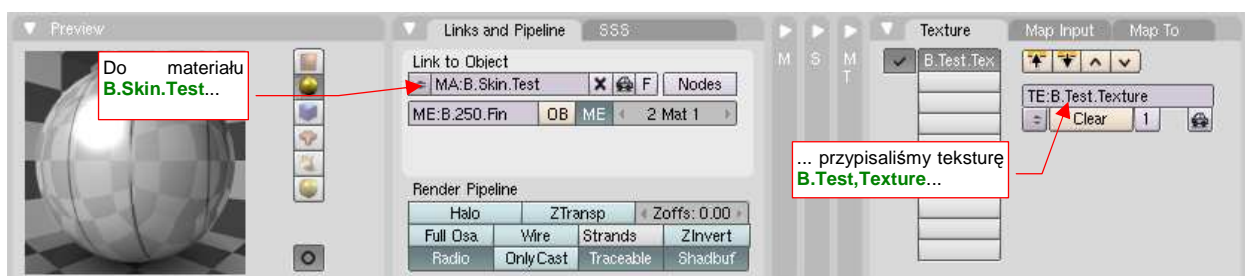 Preview
Do materiału
B.Skin.Test...
Links and Pipeline SSS
Link to Object
MA:B.Skin.Test F Nodes
ME:B.250.Fin OB ME 2 Mat 1
Render Pipeline
Halo ZTransp Zoffs: 0.00
Full Osa Wire Strands ZInvert
Radio OnlyCast Traceable Shadbuf
M S M
T
Texture Map Input Map To
B.Test.Tex
TE:B.Test.Texture
Clear 1
... przypisaliśmy teksturę
B.Test,Texture...